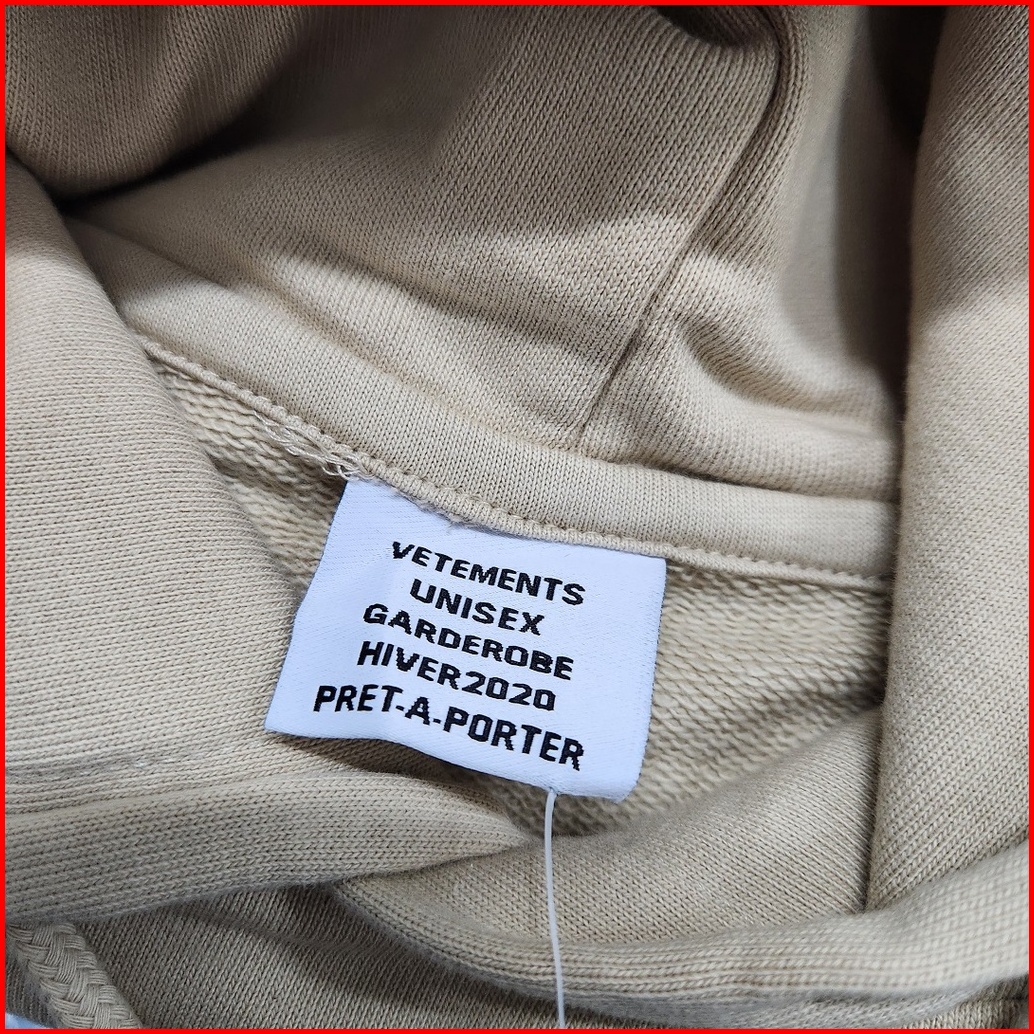 VETEMENTS
UNISEX
GARDEROBE
HIVER2020
PRET-A-PORTER